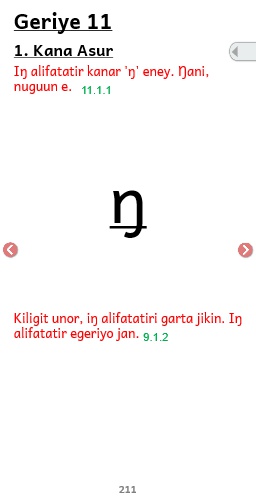 Geriye 11
1. Kana Asur
Iŋ alifatatir kanar 'ŋ' eney. Ŋani,
nuguun e. 11.1.1
ŋ
Kiligit unor, iŋ alifatatiri garta jikin. Iŋ
alifatatir egeriyo jan. 9.1.2
211